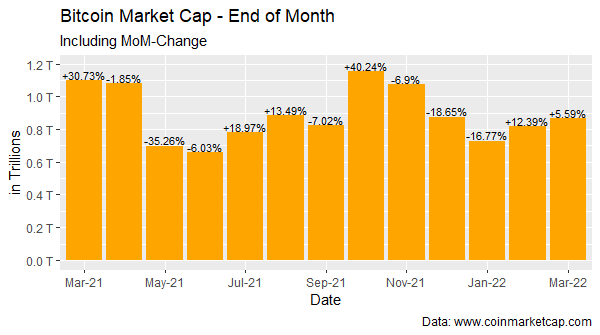 Bitcoin Market Cap - End of Month
Including MoM-Change
in Trillions
1.2 T
1.0 T
0.8 T
0.6 T
0.4 T
0.2 T
0.0 T
+30.73%
-1.85%
-35.26%
-6.03%
+18.97%
+13.49%
-7.02%
+40.24%
-6.9%
-18.65%
-16.77%
+12.39%
+5.59%
Mar-21 May-21 Jul-21 Sep-21 Nov-21 Jan-22 Mar-22
Date
Data: www.coinmarketcap.com